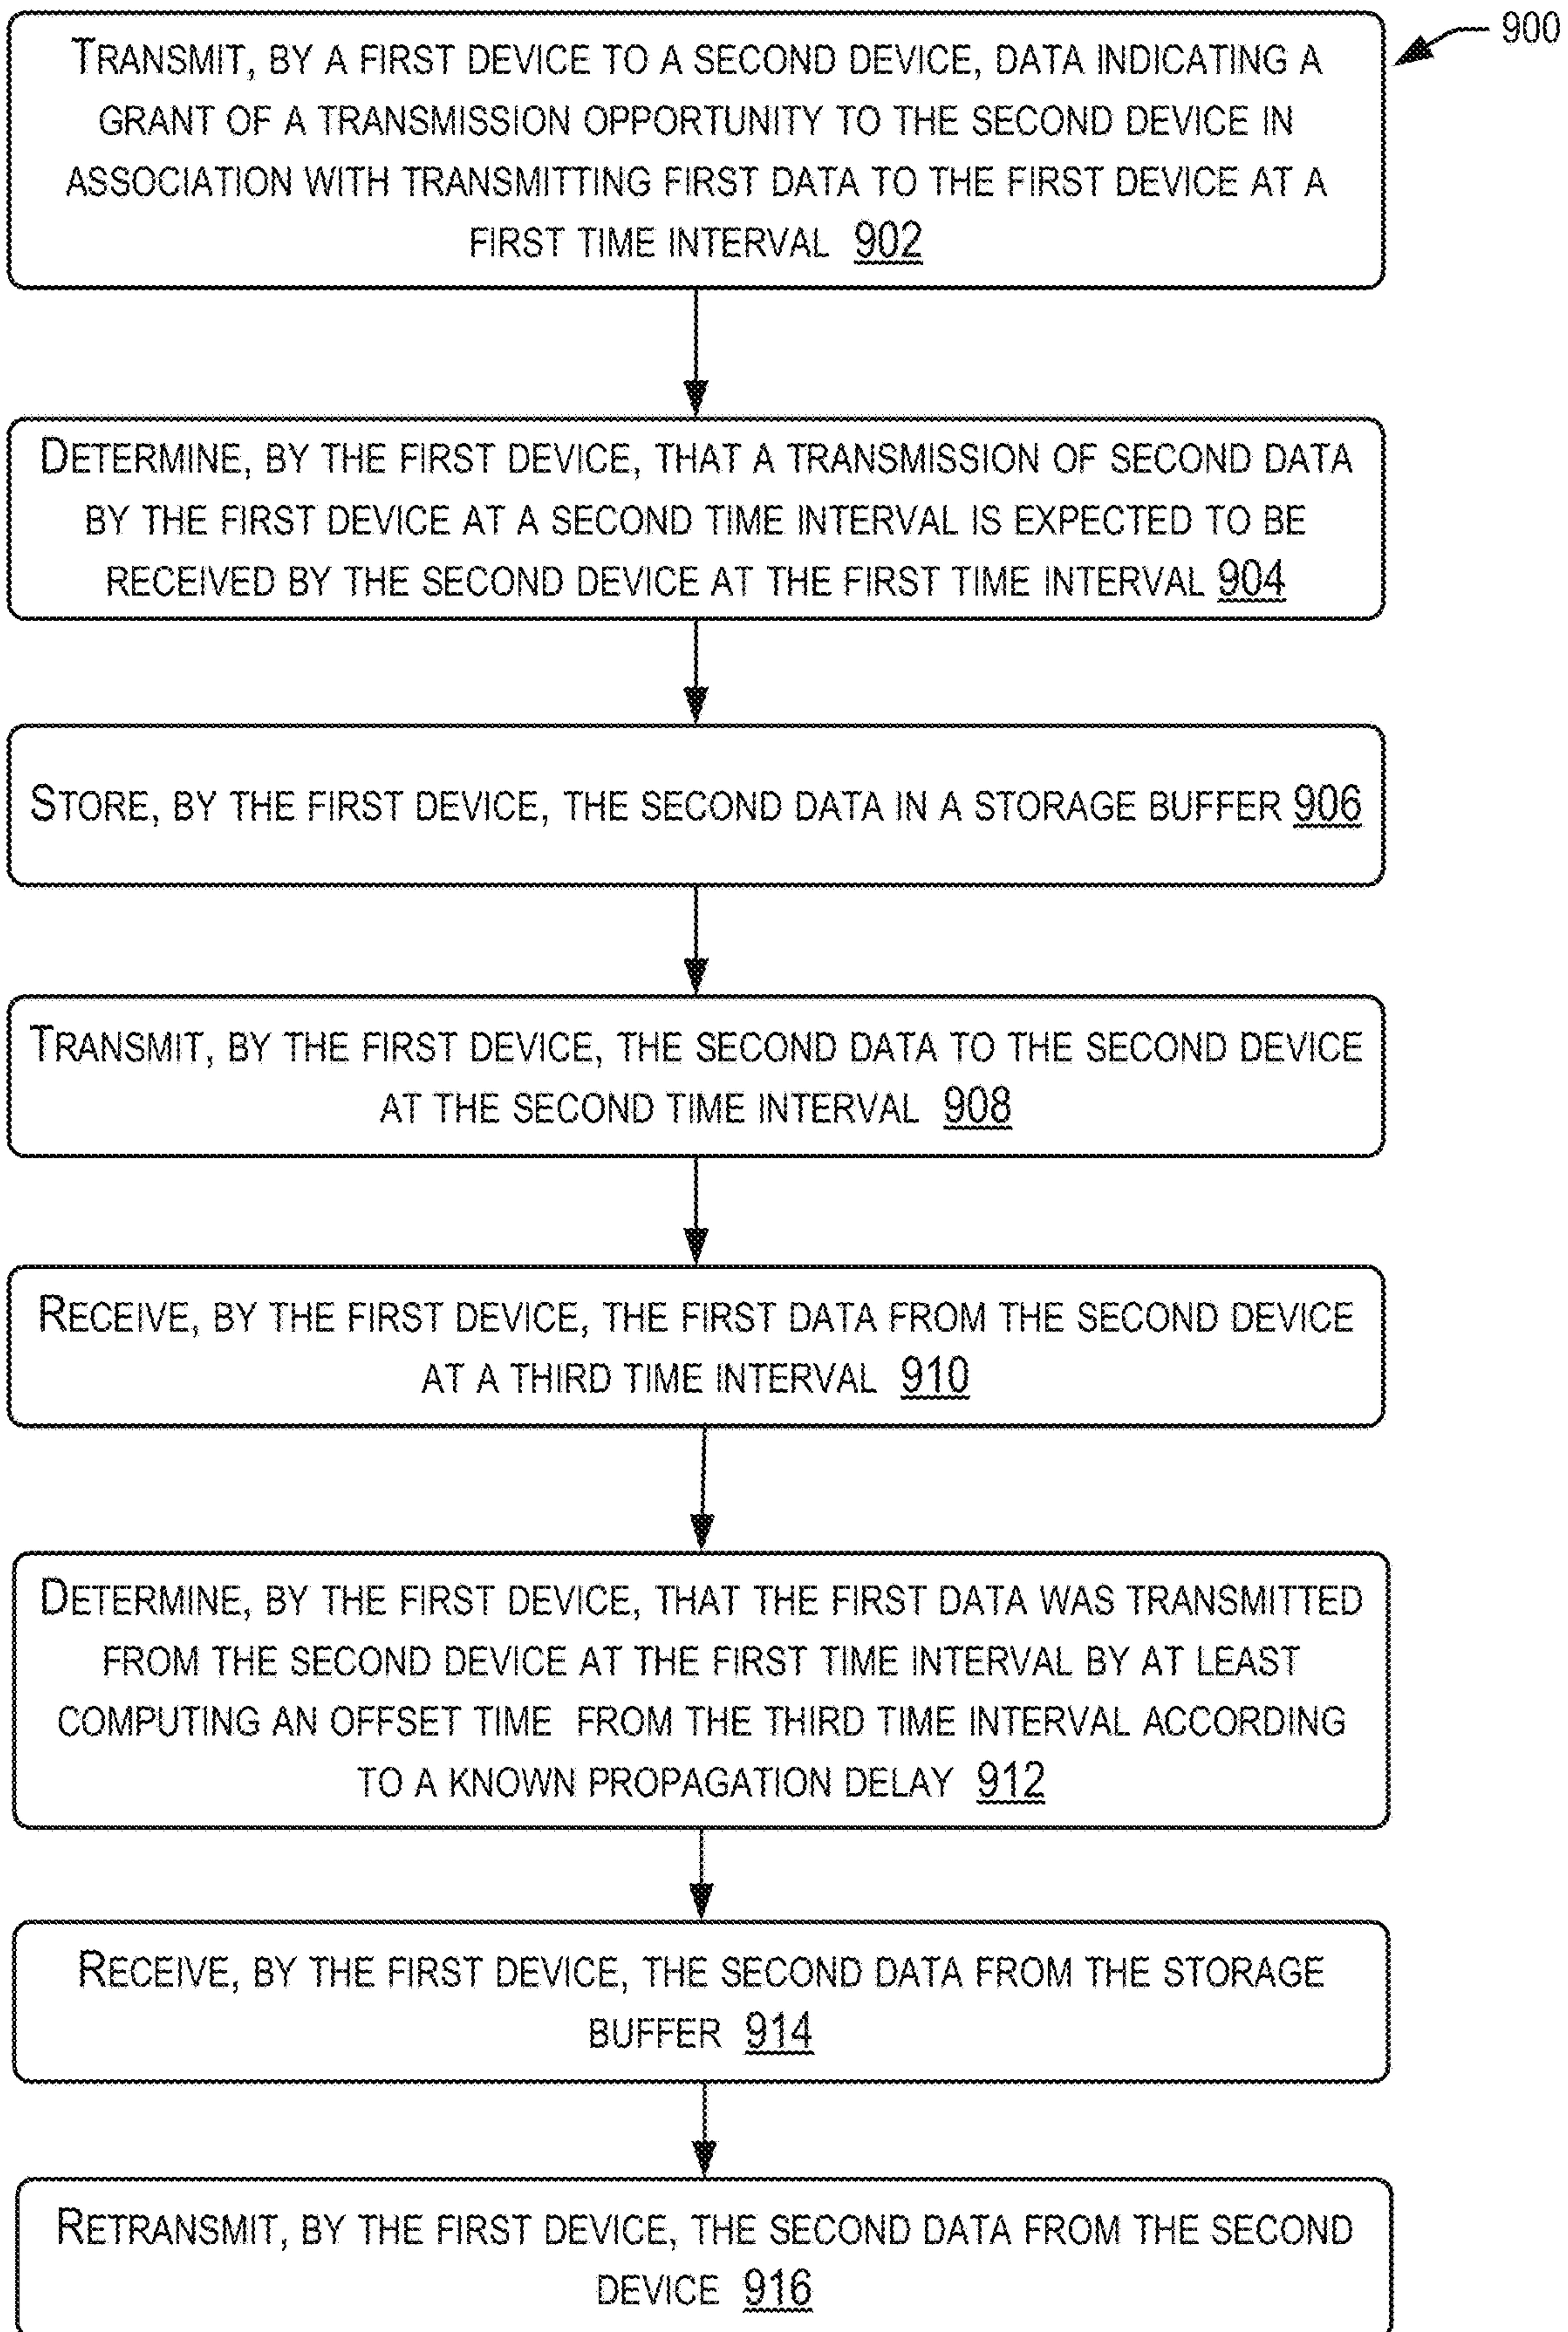 900
TRANSMIT, BY A FIRST DEVICE TO A SECOND DEVICE, DATA INDICATING A
GRANT OF A TRANSMISSION OPPORTUNITY TO THE SECOND DEVICE IN
ASSOCIATION WITH TRANSMITTING FIRST DATA TO THE FIRST DEVICE AT A
FIRST TIME INTERVAL 902
DETERMINE, BY THE FIRST DEVICE, THAT A TRANSMISSION OF SECOND DATA
BY THE FIRST DEVICE AT A SECOND TIME INTERVAL IS EXPECTED TO BE
RECEIVED BY THE SECOND DEVICE AT THE FIRST TIME INTERVAL 904
STORE, BY THE FIRST DEVICE, THE SECOND DATA IN A STORAGE BUFFER 906
TRANSMIT, BY THE FIRST DEVICE, THE SECOND DATA TO THE SECOND DEVICE
AT THE SECOND TIME INTERVAL 908
RECEIVE, BY THE FIRST DEVICE, THE FIRST DATA FROM THE SECOND DEVICE
AT A THIRD TIME INTERVAL 910
DETERMINE, BY THE FIRST DEVICE, THAT THE FIRST DATA WAS TRANSMITTED
FROM THE SECOND DEVICE AT THE FIRST TIME INTERVAL BY AT LEAST
COMPUTING AN OFFSET TIME FROM THE THIRD TIME INTERVAL ACCORDING
TO A KNOWN PROPAGATION DELAY 912
RECEIVE, BY THE FIRST DEVICE, THE SECOND DATA FROM THE STORAGE
BUFFER 914
RETRANSMIT, BY THE FIRST DEVICE, THE SECOND DATA FROM THE SECOND
DEVICE 916